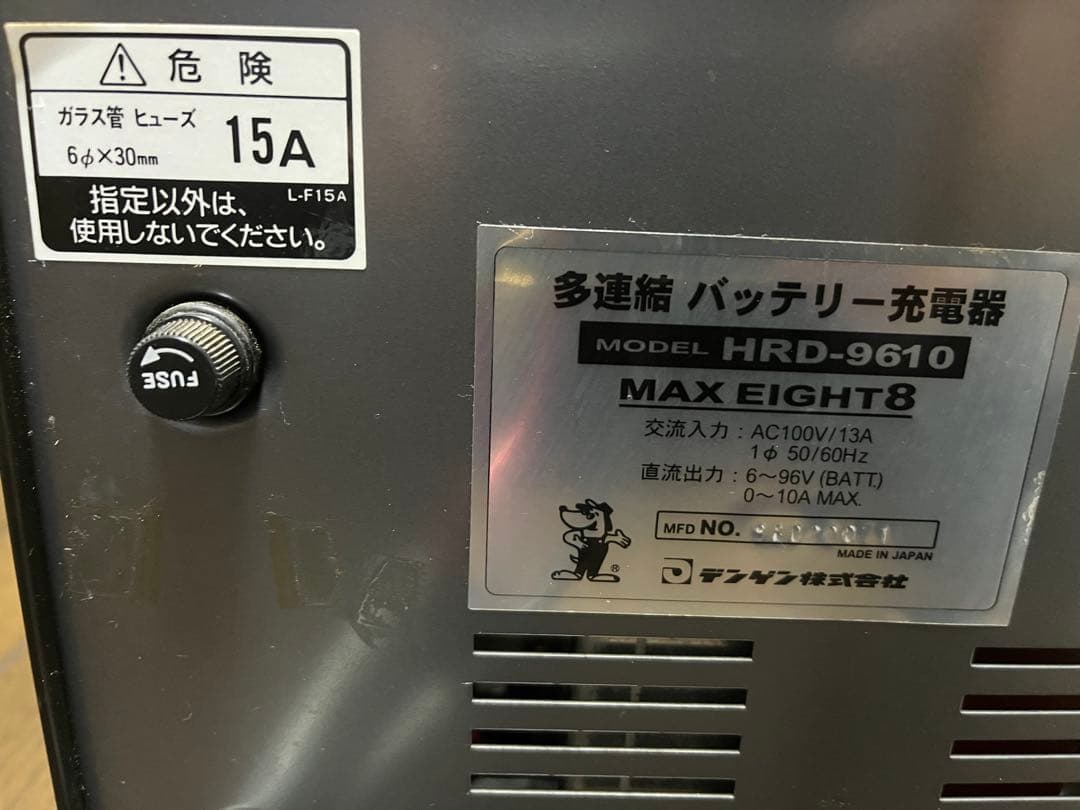 危 険
ガラス管 ヒューズ 15A
6φ×30mm
L-F15A
指定以外は、
使用しないでください。
FUSE
多連結 バッテリー充電器
MODEL HRD-9610
MAX EIGHT8
交流入力 : AC100V/13A
1φ 50/60Hz
直流出力 : 6～96V (BATT.)
0～10A MAX.
MFD NO.
MADE IN JAPAN
®
デンゲン株式会社